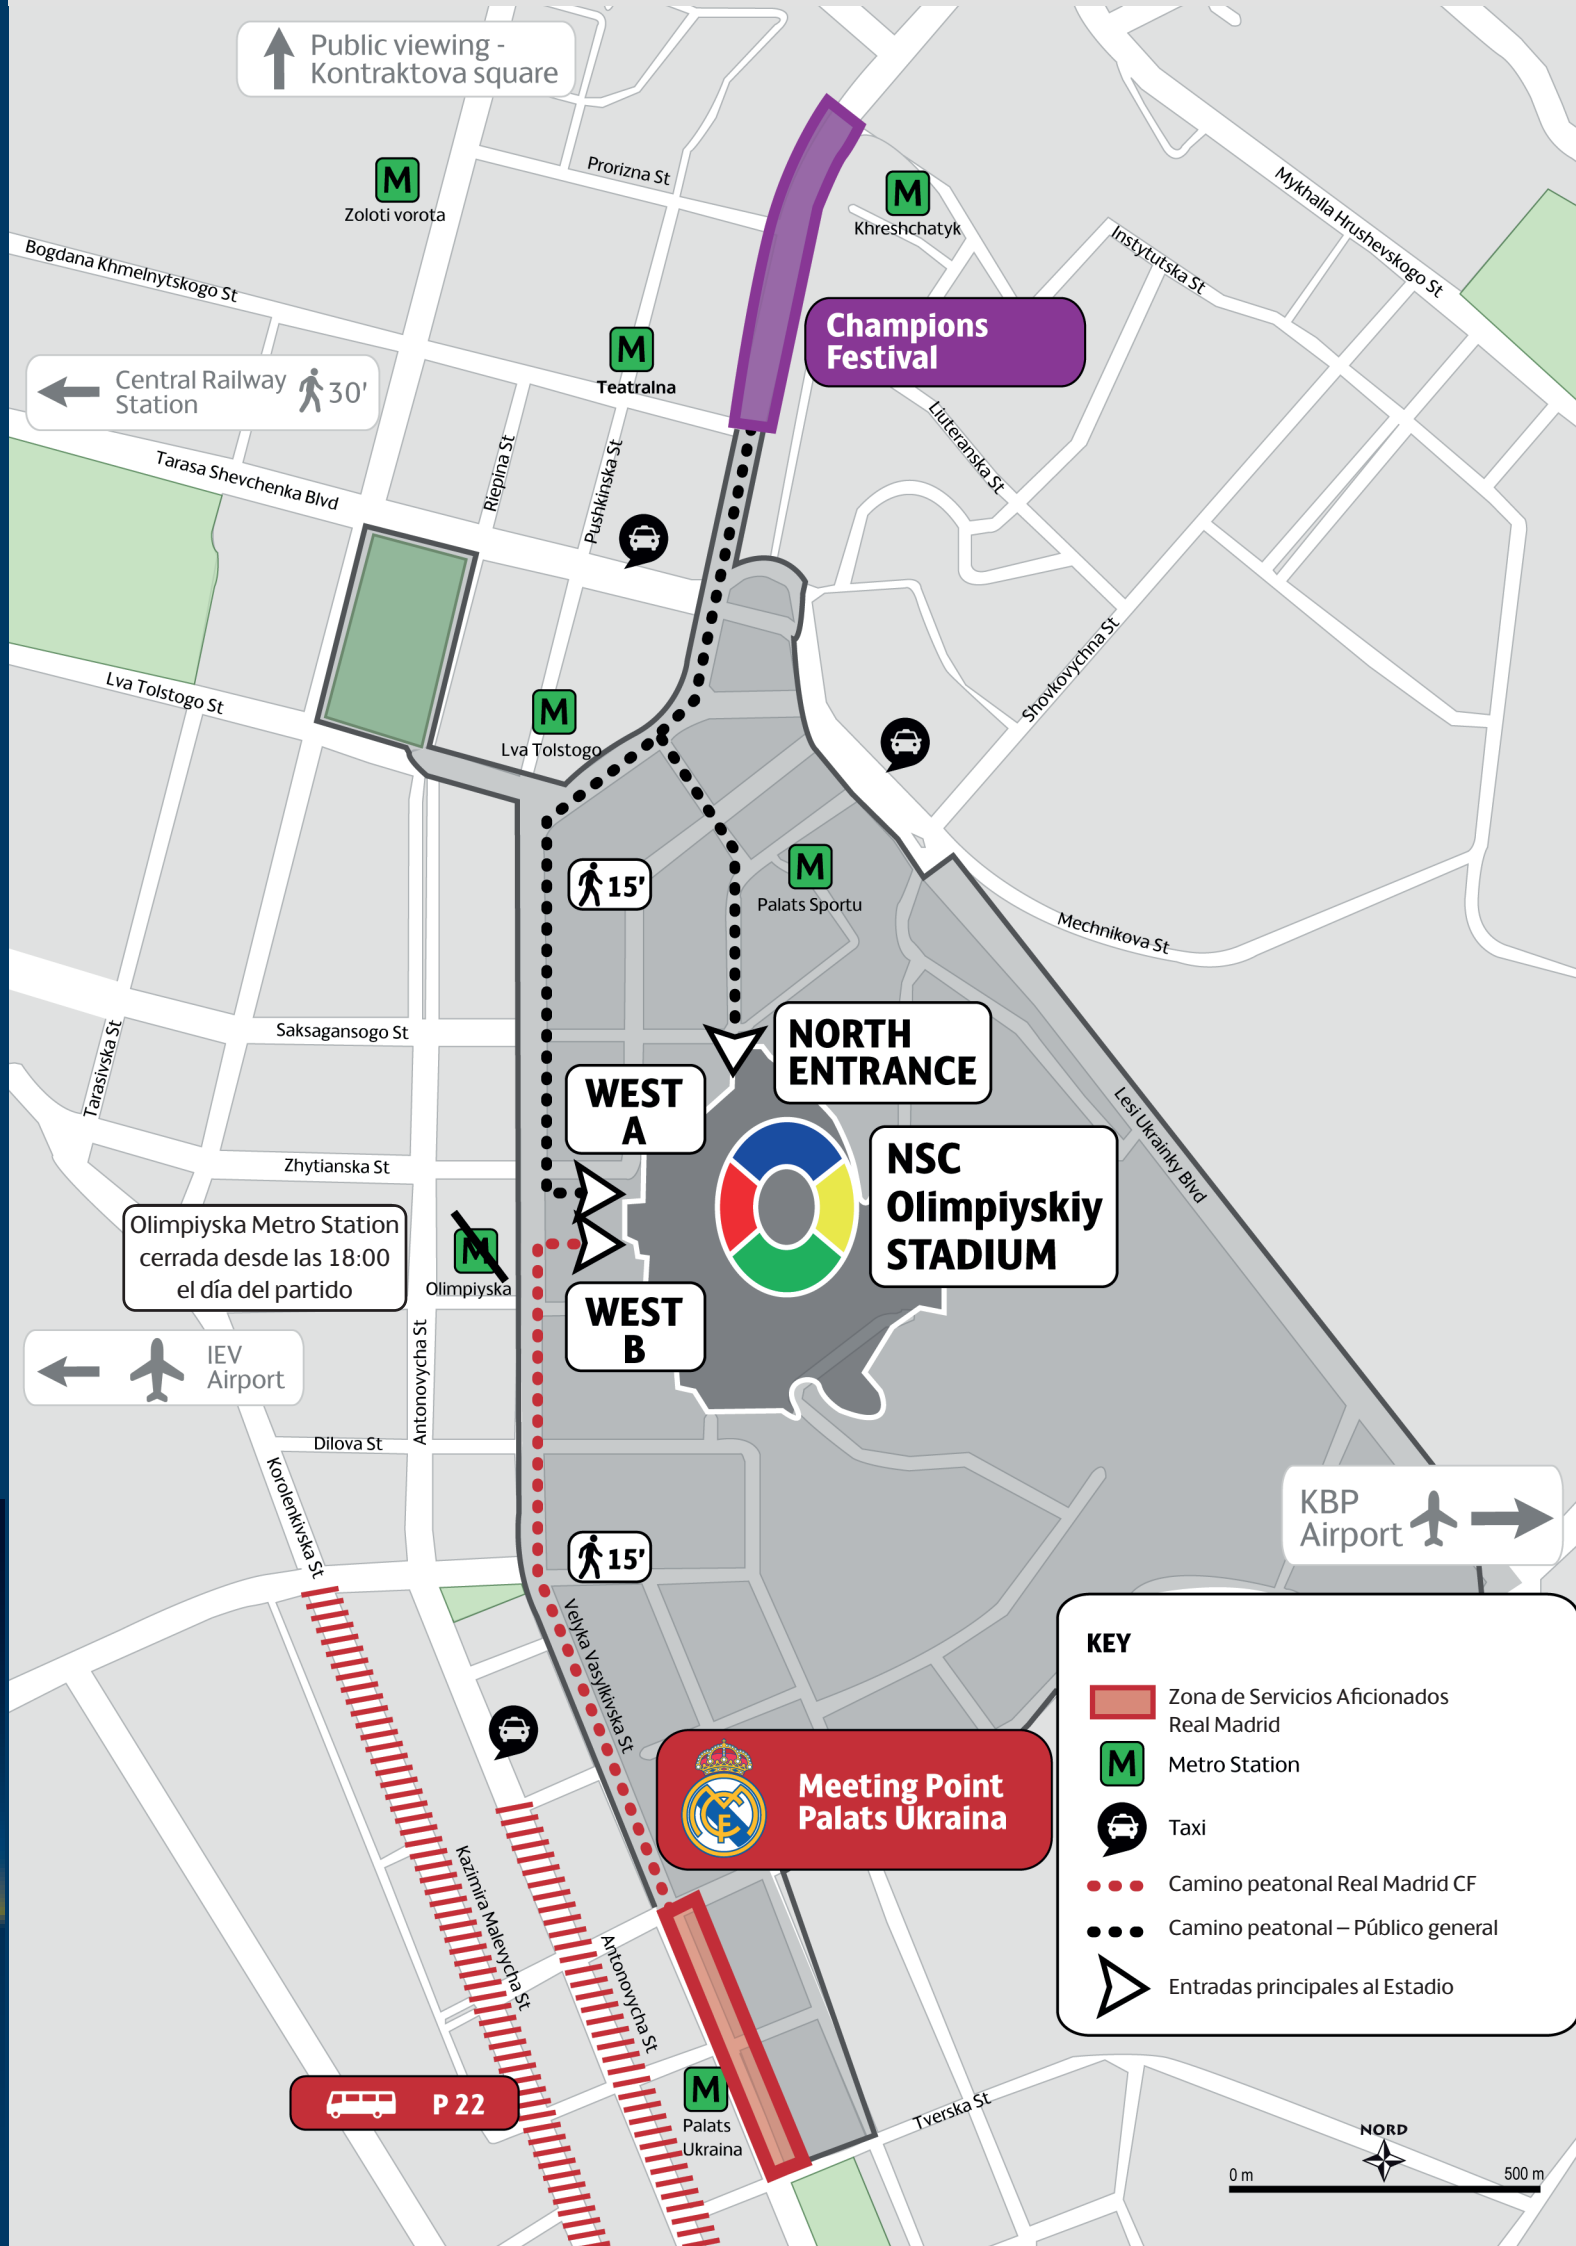 Public viewing -
Kontraktova square
M
Zoloti vorota
Prorizna St
M
Khreshchatyk
Mykhalla Hrushevskogo St
Instytutska St
Bogdana Khmelnytskogo St
Champions
Festival
M
Teatralna
Central Railway
Station
30'
Liuteranska St
Tarasa Shevchenka Blvd
Riepina St
Pushkinska St
Shovkovychna St
Lva Tolstogo St
M
Lva Tolstogo
15'
M
Palats Sportu
Mechnikova St
Saksagansogo St
Tarasivska St
NORTH
ENTRANCE
WEST
A
Lesi Ukrainky Blvd
NSC
Olimpiyskiy
STADIUM
Zhytianska St
Olimpiyska Metro Station
cerrada desde las 18:00
el día del partido
M
Olimpiyska
WEST
B
IEV
Airport
Antonovycha St
Dilova St
Korolenkivska St
KBP
Airport
15'
Velyka Vasylkivska St
KEY
Zona de Servicios Aficionados
Real Madrid
M
Metro Station
Taxi
Camino peatonal Real Madrid CF
Camino peatonal – Público general
Entradas principales al Estadio
Meeting Point
Palats Ukraina
Kazimira Malevycha St
Antonovycha St
P 22
M
Palats
Ukraina
Tverska St
NORD
0 m
500 m